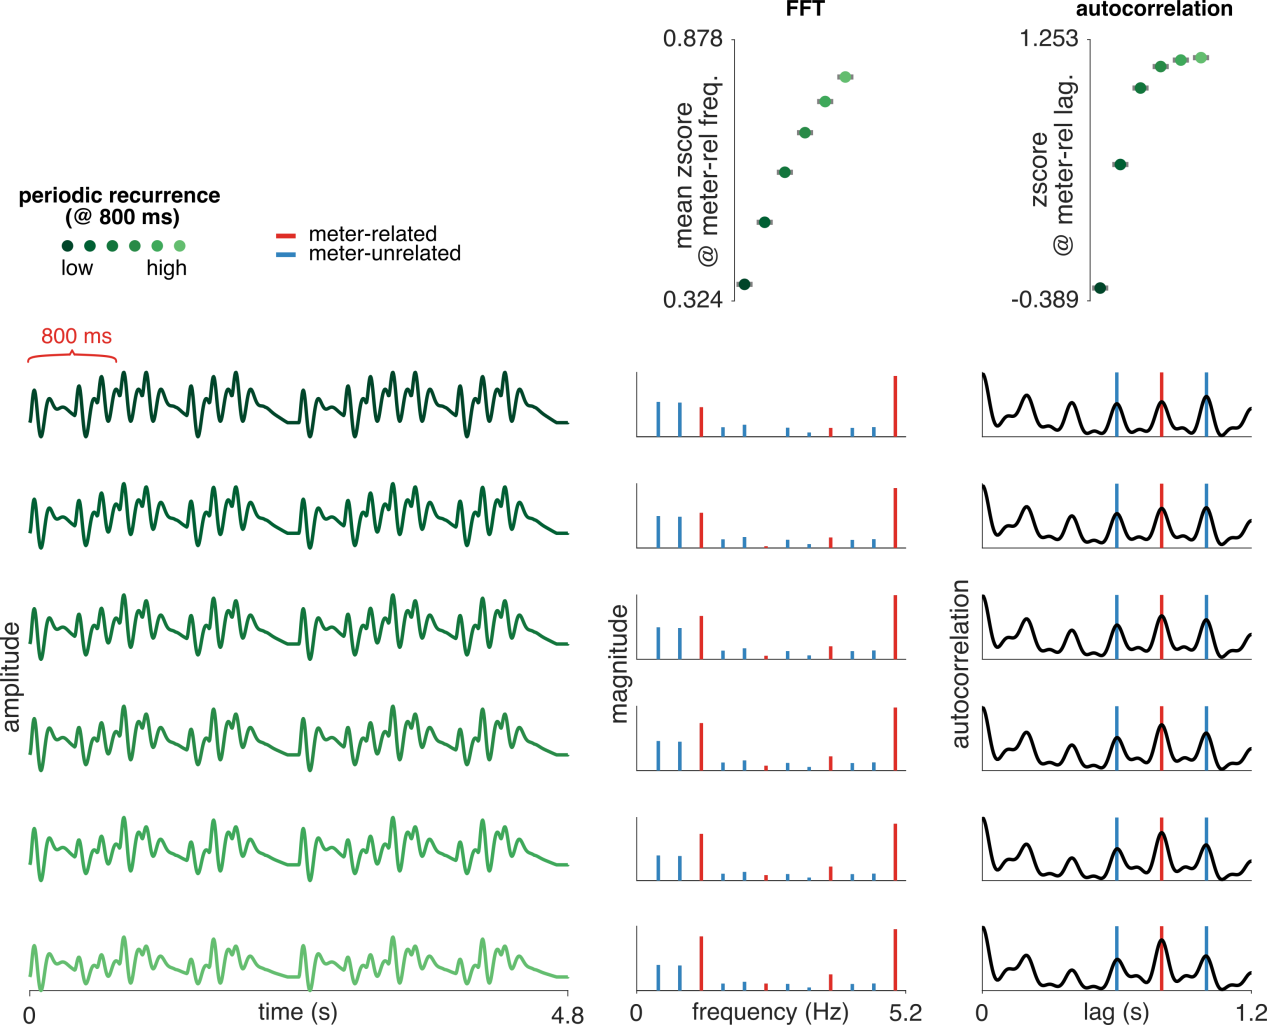 FFT
autocorrelation
0.878
mean zscore
@ meter-rel freq.
0.324
1.253
zscore
@ meter-rel lag.
-0.389
periodic recurrence
(@ 800 ms)
low
high
meter-related
meter-unrelated
800 ms
amplitude
magnitude
autocorrelation
0
time (s)
4.8
0
frequency (Hz)
5.2
0
lag (s)
1.2